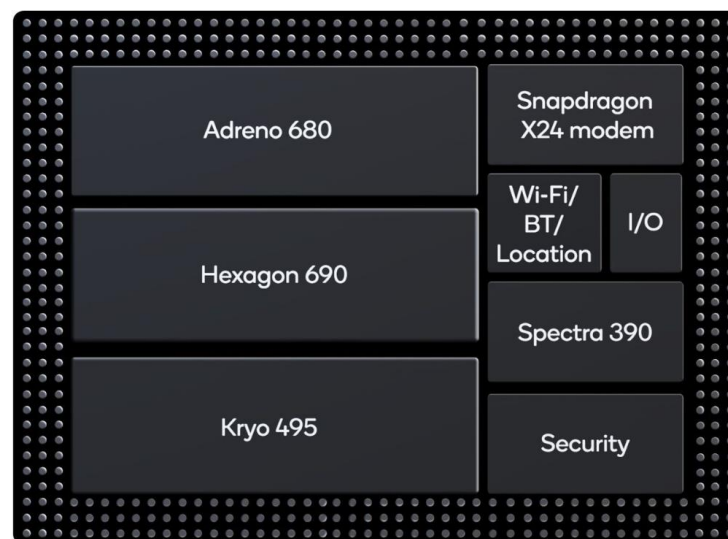 Adreno 680
Hexagon 690
Kryo 495
Snapdragon
X24 modem
Wi-Fi/
BT/
Location
I/O
Spectra 390
Security